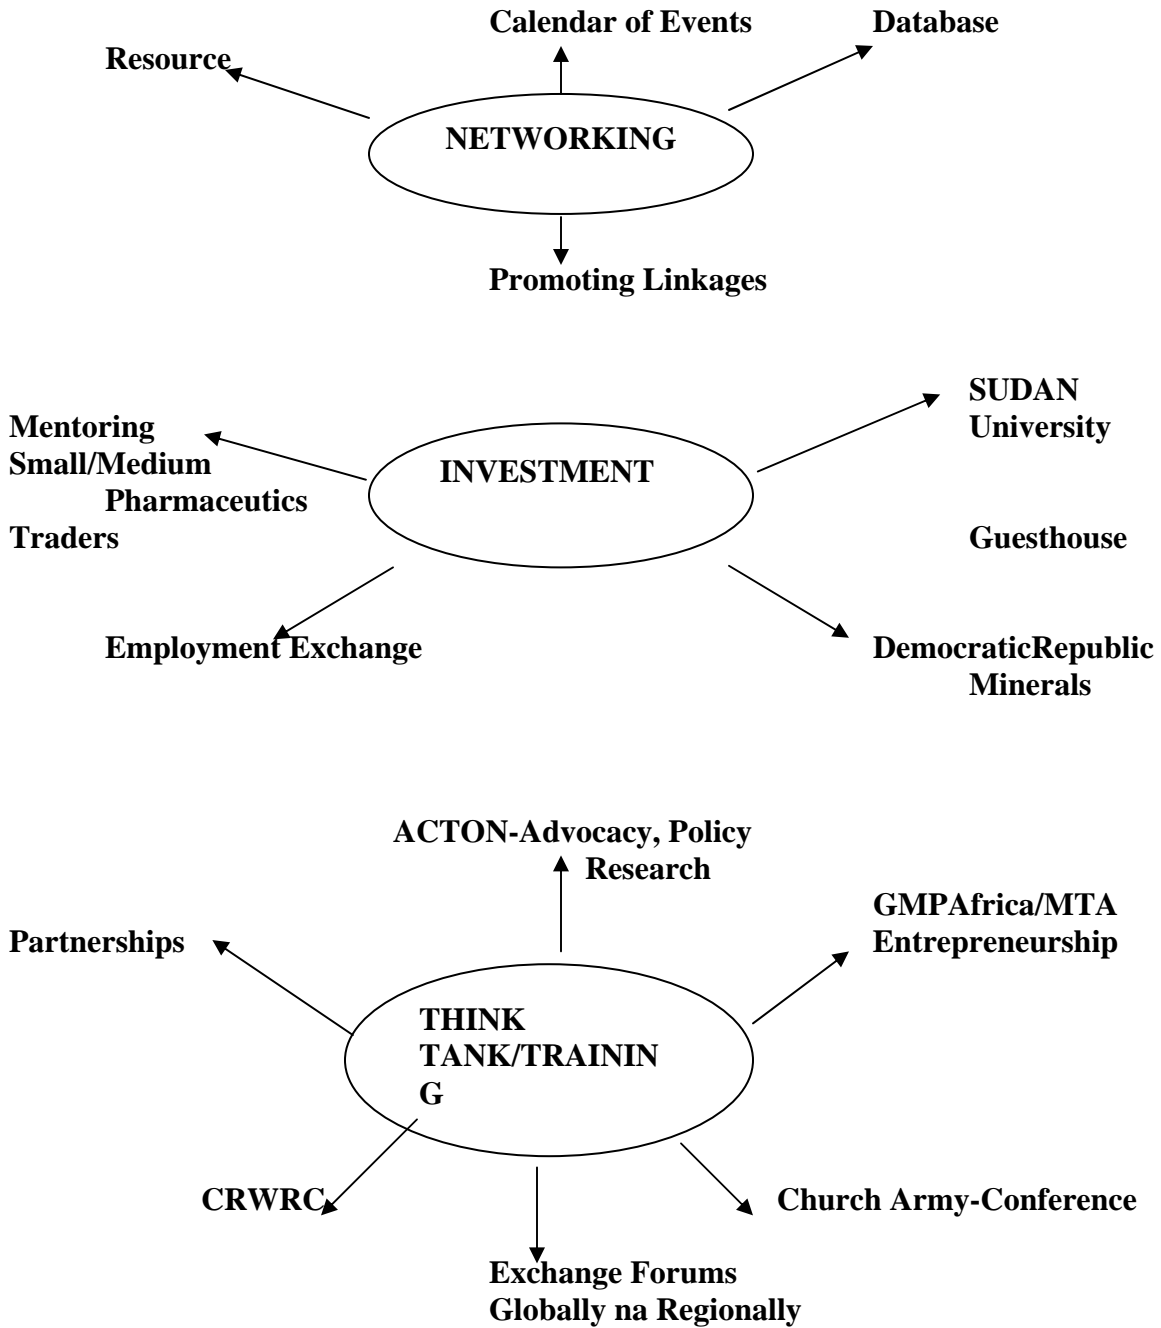 Calendar of Events
Database
Resource
NETWORKING
Promoting Linkages
SUDAN
University
Mentoring
Small/Medium
Pharmaceutics
Traders
INVESTMENT
Guesthouse
Employment Exchange
DemocraticRepublic
Minerals
ACTON-Advocacy, Policy
Research
GMPAfrica/MTA
Entrepreneurship
Partnerships
THINK
TANK/TRAININ
G
CRWRC
Church Army-Conference
Exchange Forums
Globally na Regionally